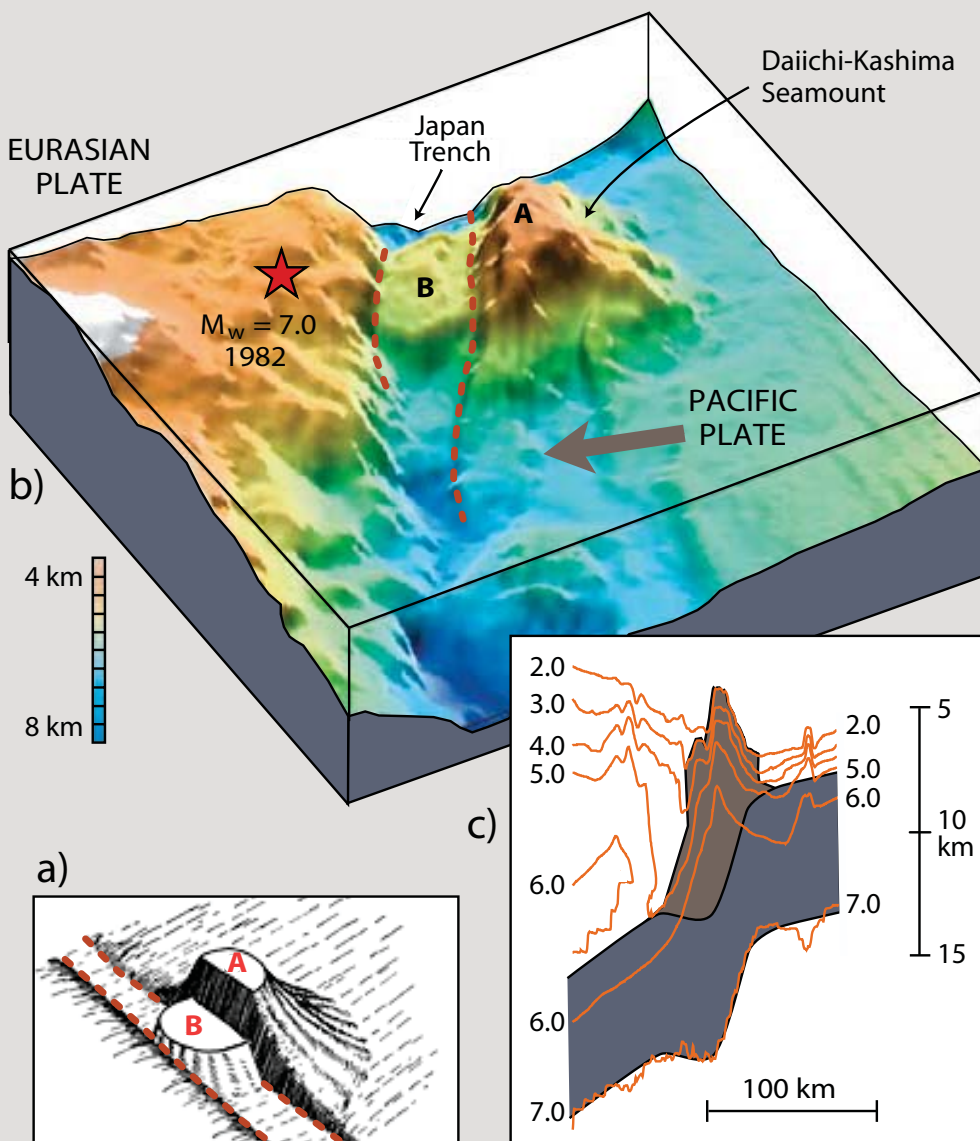 Daiichi-Kashima
Seamount
Japan
Trench
EURASIAN
PLATE
A
B
M_w = 7.0
1982
PACIFIC
PLATE
b)
4 km
8 km
a)
A
B
c)
2.0
3.0
4.0
5.0
6.0
6.0
7.0
2.0
5.0
6.0
7.0
5
10
km
15
100 km